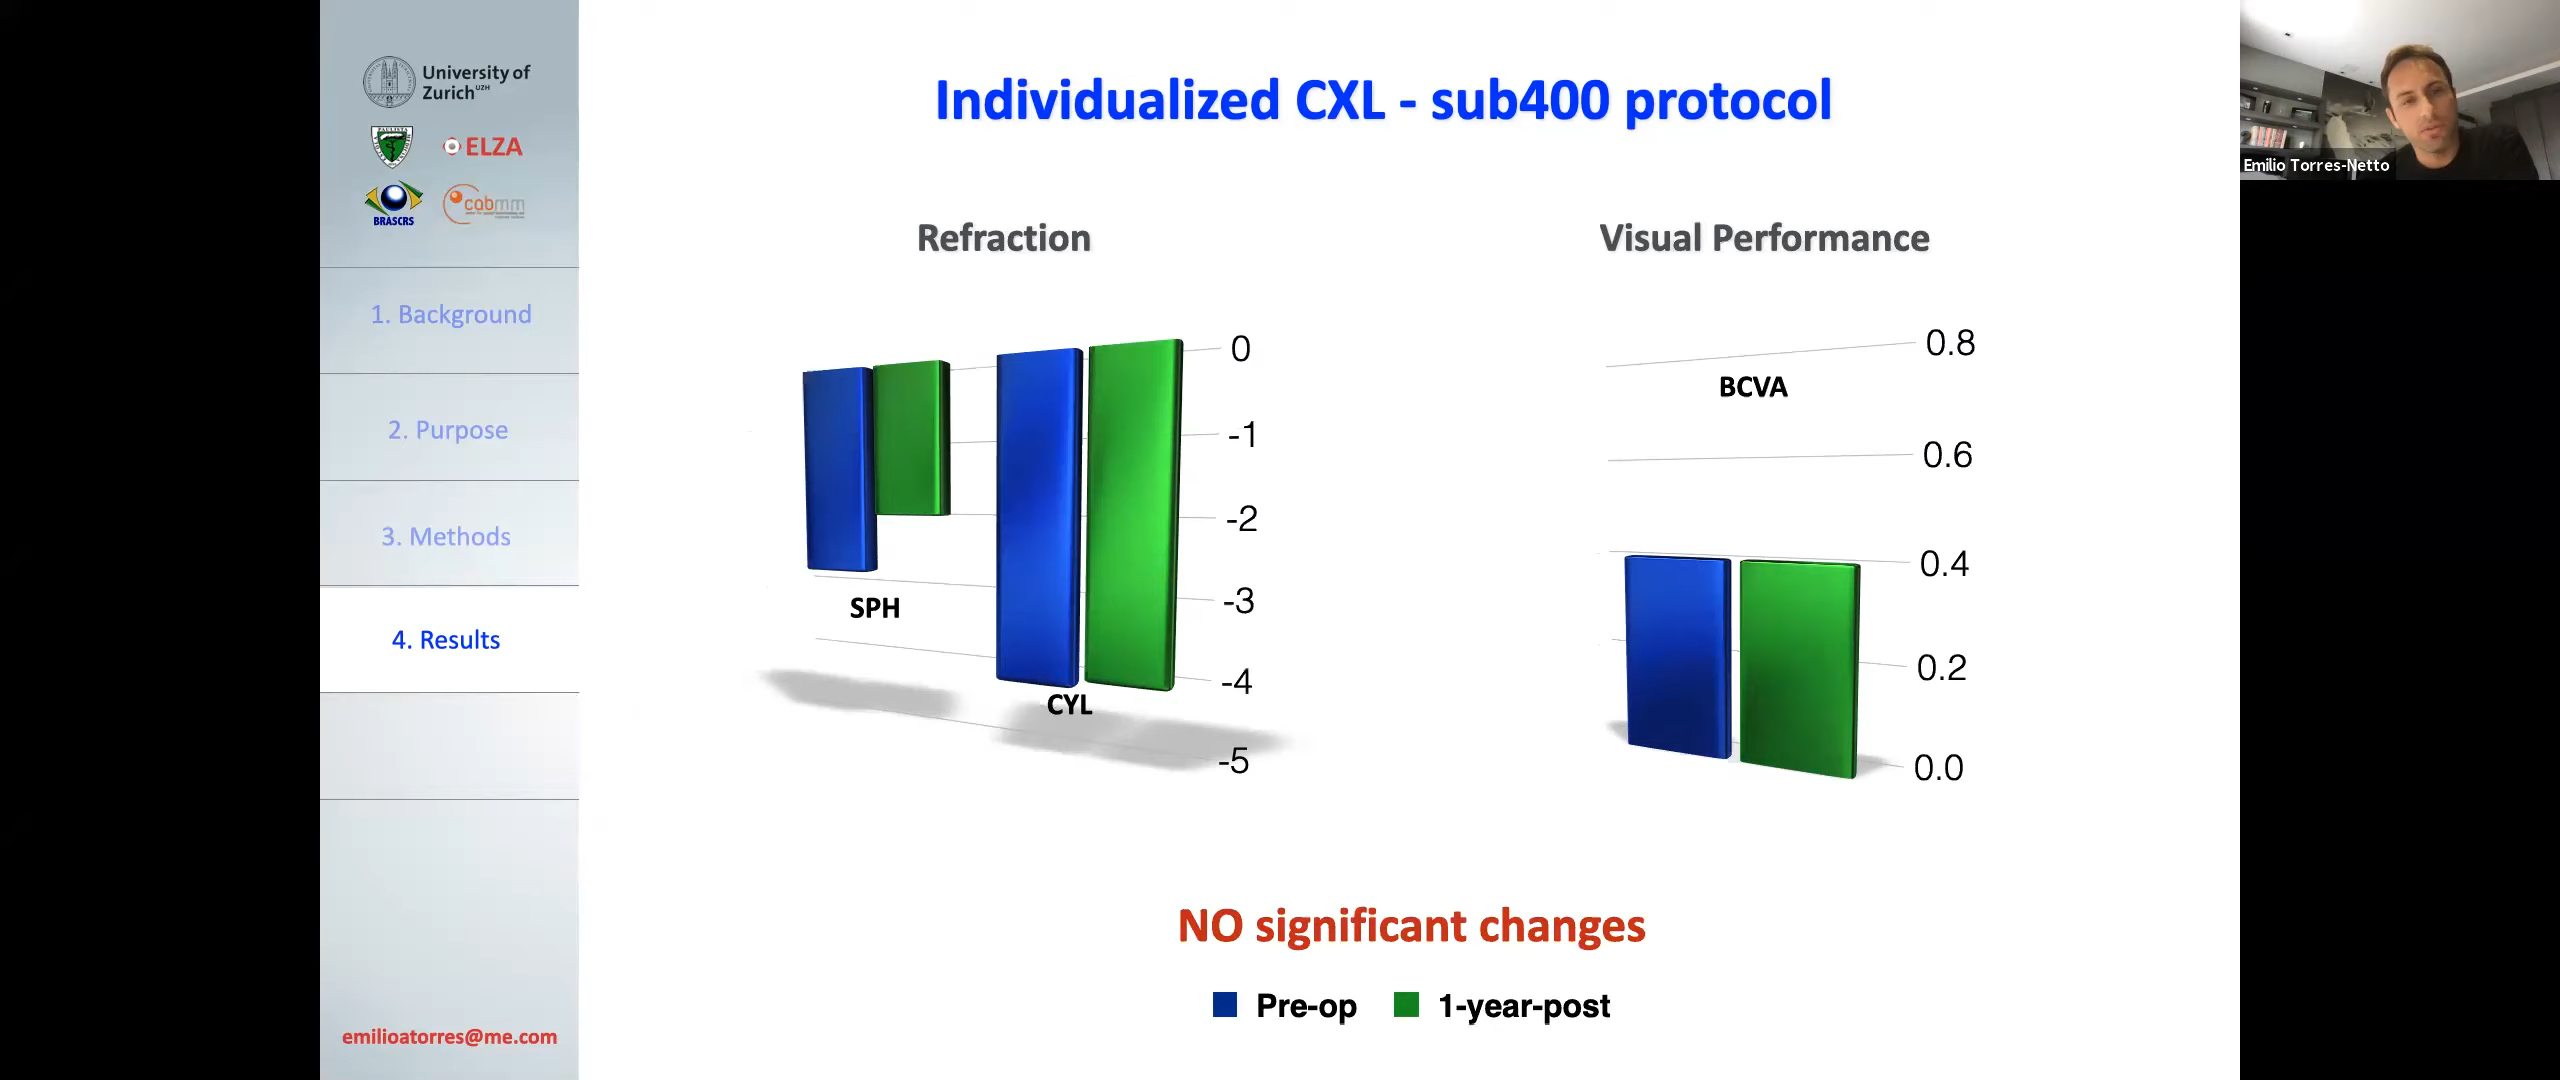 University of
Zurich UZH
PAULISTA
ELZA
BRASCRS
cabmm
1. Background
2. Purpose
3. Methods
4. Results
emilioatorres@me.com
Individualized CXL - sub400 protocol
Refraction
0
-1
-2
-3
-4
-5
SPH
CYL
Visual Performance
0.8
BCVA
0.6
0.4
0.2
0.0
NO significant changes
Pre-op
1-year-post
Emilio Torres-Netto